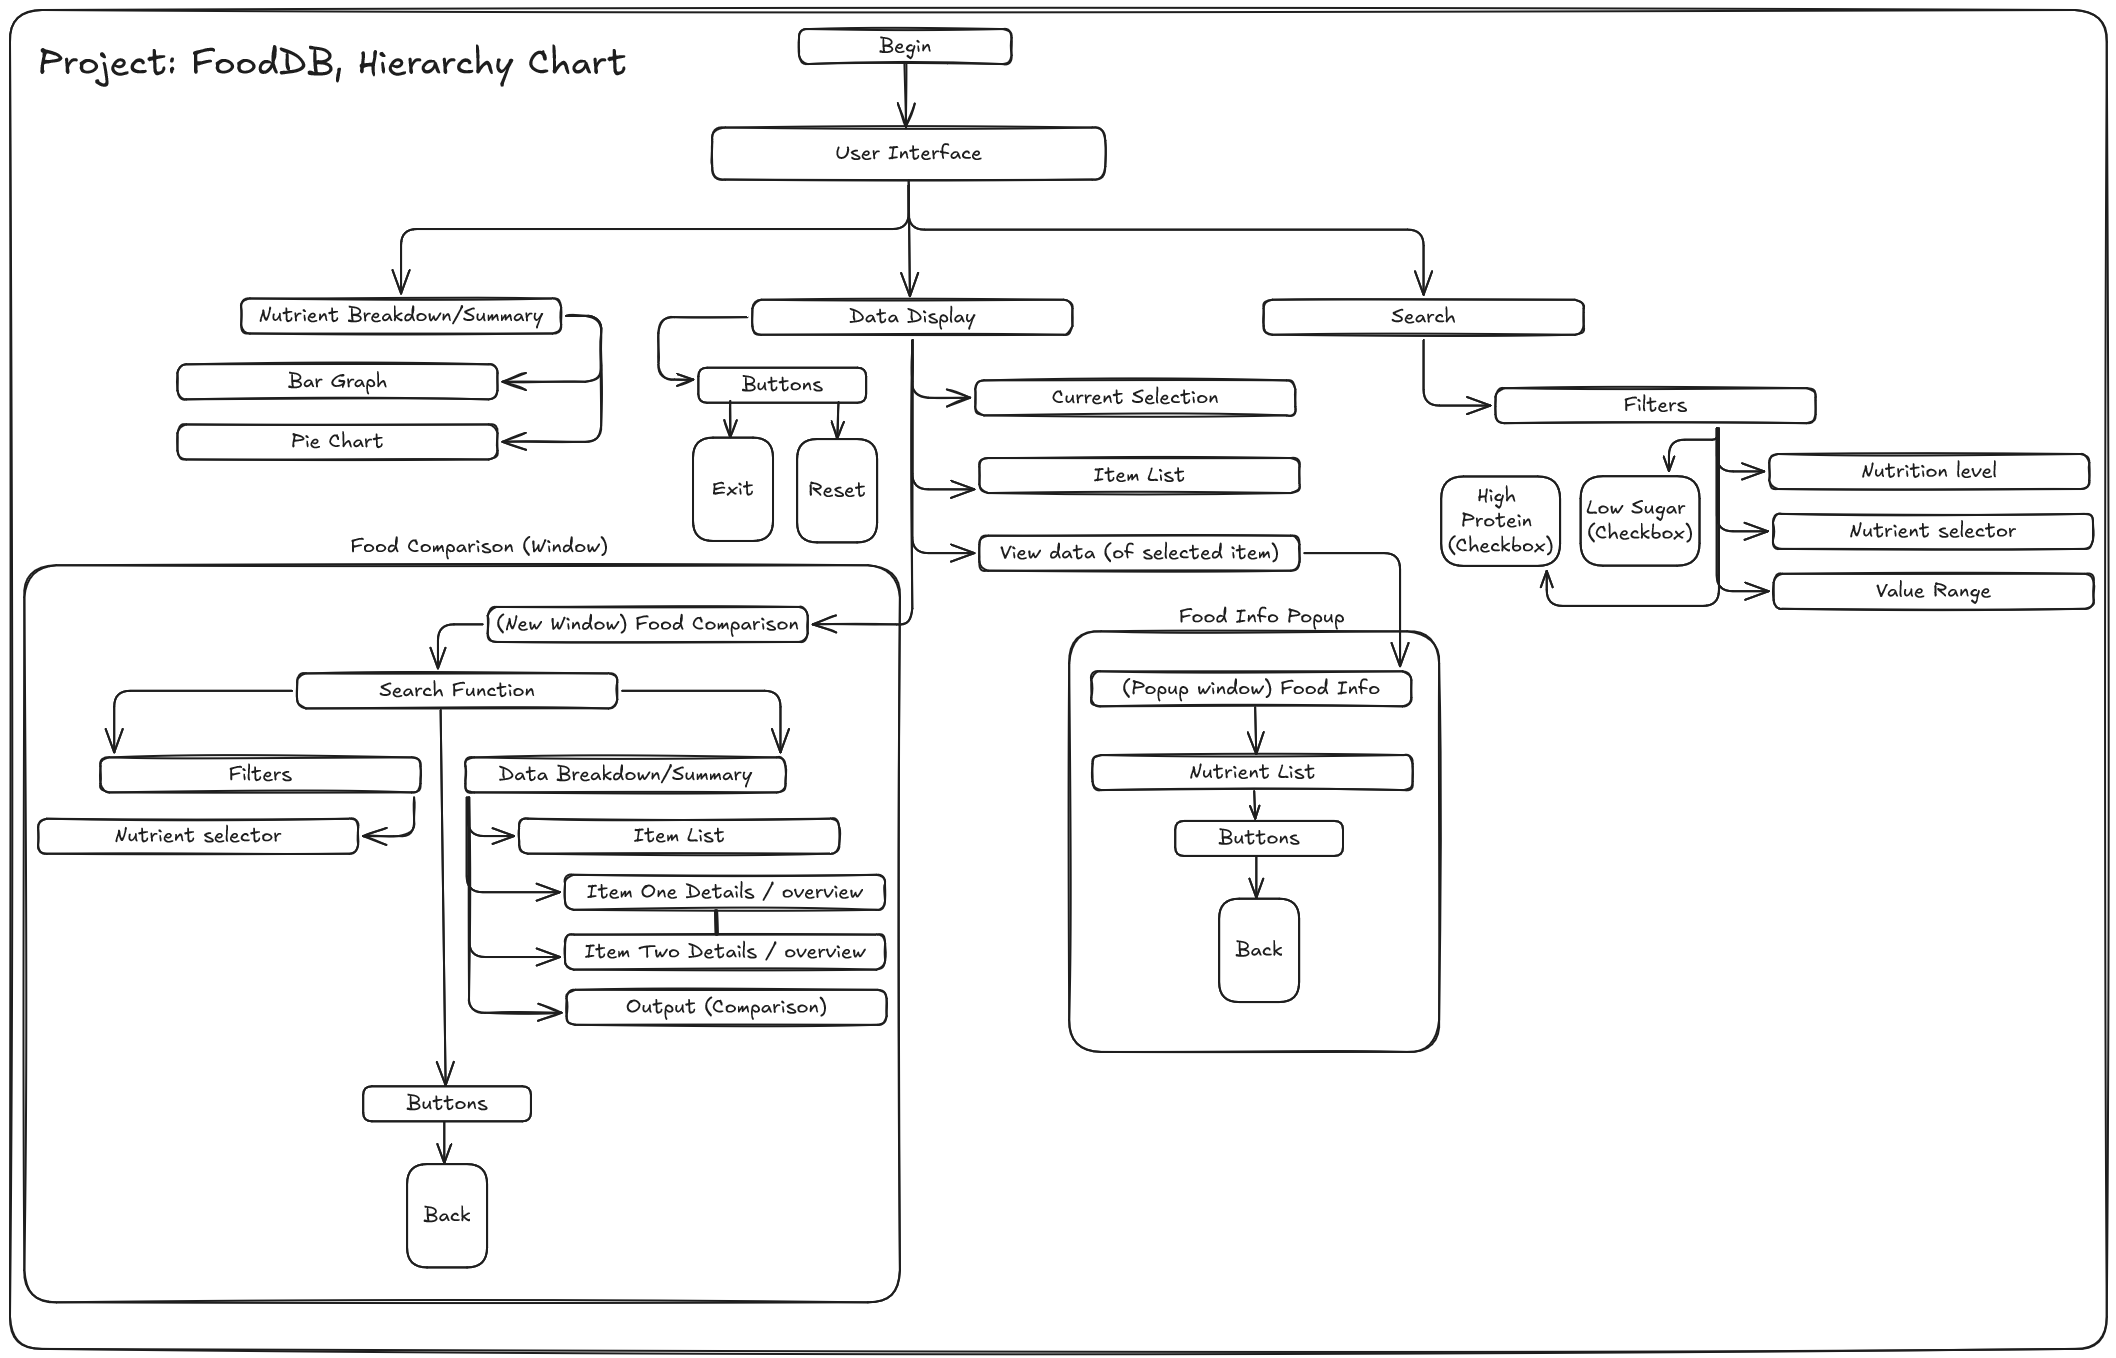 Project: FoodDB, Hierarchy Chart
Begin
User Interface
Nutrient Breakdown/Summary
Bar Graph
Pie Chart
Data Display
Buttons
Exit
Reset
Current Selection
Item List
View data (of selected item)
Search
Filters
High
Protein
(Checkbox)
Low Sugar
(Checkbox)
Nutrition level
Nutrient selector
Value Range
Food Comparison (Window)
(New Window) Food Comparison
Search Function
Filters
Nutrient selector
Data Breakdown/Summary
Item List
Item One Details / overview
Item Two Details / overview
Output (Comparison)
Buttons
Back
Food Info Popup
(Popup window) Food Info
Nutrient List
Buttons
Back